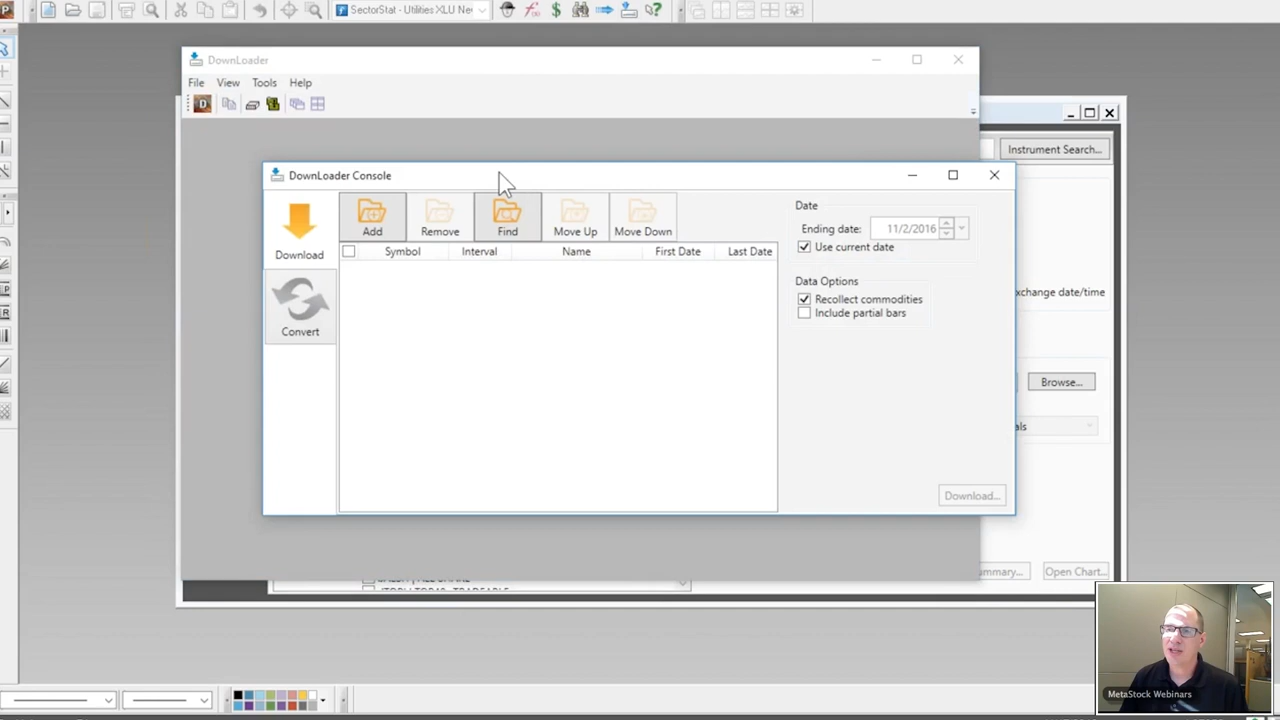 SectorStat - Utilities XLU Ne
DownLoader
File View Tools Help
Instrument Search...
DownLoader Console
Download
Convert
Add Remove Find Move Up Move Down
Symbol Interval Name First Date Last Date
Date
Ending date: 11/2/2016
Use current date
Data Options
Recollect commodities
Include partial bars
Download...
xchange date/time
Browse...
als
ummary... Open Chart...
MetaStock Webinars